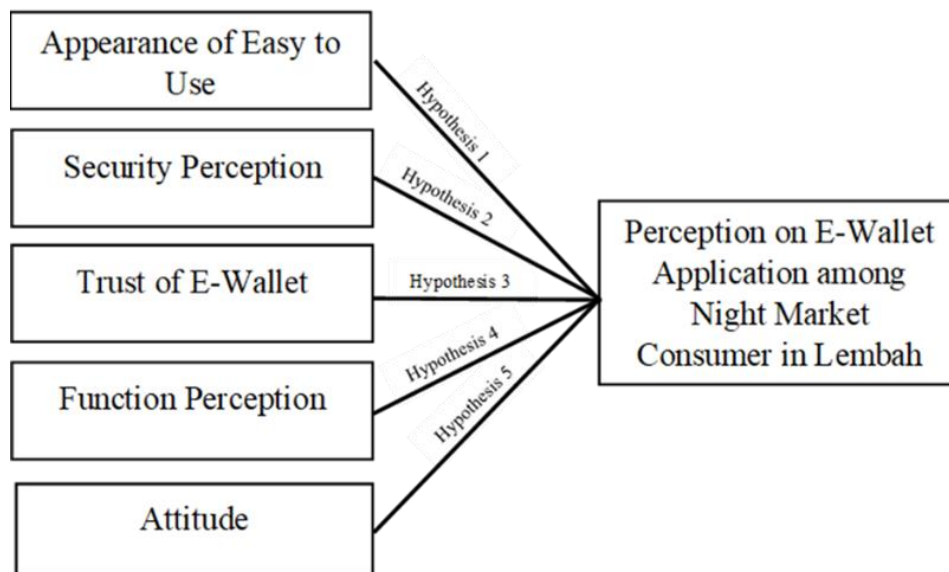 Appearance of Easy to
Use
Security Perception
Trust of E-Wallet
Function Perception
Attitude
Hypothesis 1
Hypothesis 2
Hypothesis 3
Hypothesis 4
Hypothesis 5
Perception on E-Wallet
Application among
Night Market
Consumer in Lembah